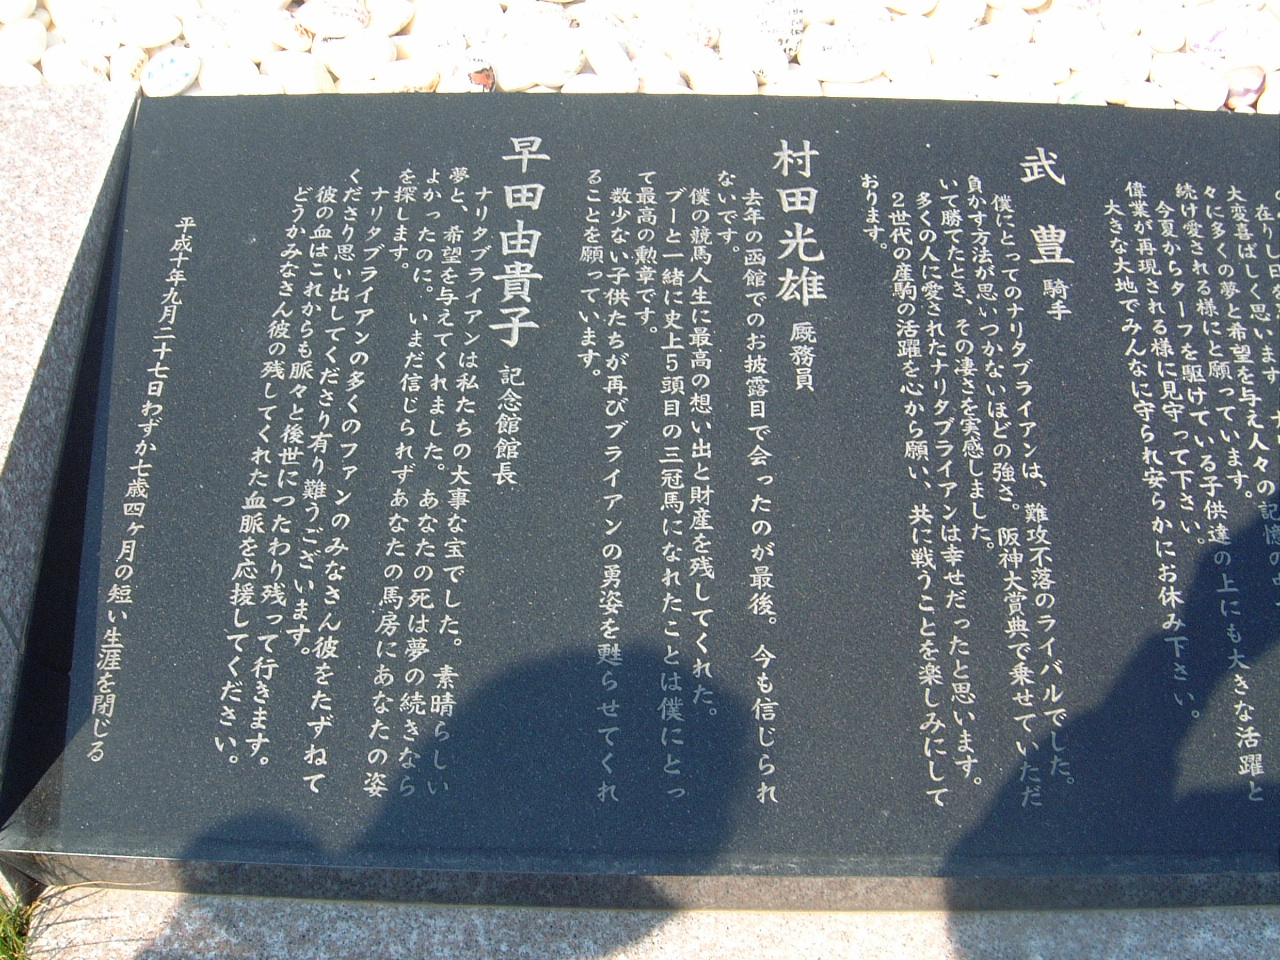 在りし日
大変喜ばしく思います。
々に多くの夢と希望を与え人々の記憶の中
続け愛される様にと願っています。
今夏からターフを駆けている子供達の上にも大きな活躍と
偉業が再現される様に見守って下さい。
大きな大地でみんなに守られ安らかにお休み下さい。
武 豊 騎手
僕にとってのナリタブライアンは、難攻不落のライバルでした。
負かす方法が思いつかないほどの強さ。阪神大賞典で乗せていただ
いて勝てたとき、その凄さを実感しました。
多くの人に愛されたナリタブライアンは幸せだったと思います。
2世代の産駒の活躍を心から願い、共に戦うことを楽しみにして
おります。
村田光雄 厩務員
去年の函館でのお披露目で会ったのが最後。今も信じられ
ないです。
僕の競馬人生に最高の想い出と財産を残してくれた。
ブーと一緒に史上5頭目の三冠馬になれたことは僕にとっ
て最高の勲章です。
数少ない子供たちが再びブライアンの勇姿を甦らせてくれ
ることを願っています。
早田由貴子 記念館館長
ナリタブライアンは私たちの大事な宝でした。素晴らしい
夢と、希望を与えてくれました。あなたの死は夢の続きなら
よかったのに。いまだ信じられずあなたの馬房にあなたの姿
を探します。
ナリタブライアンの多くのファンのみなさん彼をたずねて
くださり思い出してくださり有り難うございます。
彼の血はこれからも脈々と後世につたわり残って行きます。
どうかみなさん彼の残してくれた血脈を応援してください。
平成十年九月二十七日わずか七歳四ヶ月の短い生涯を閉じる